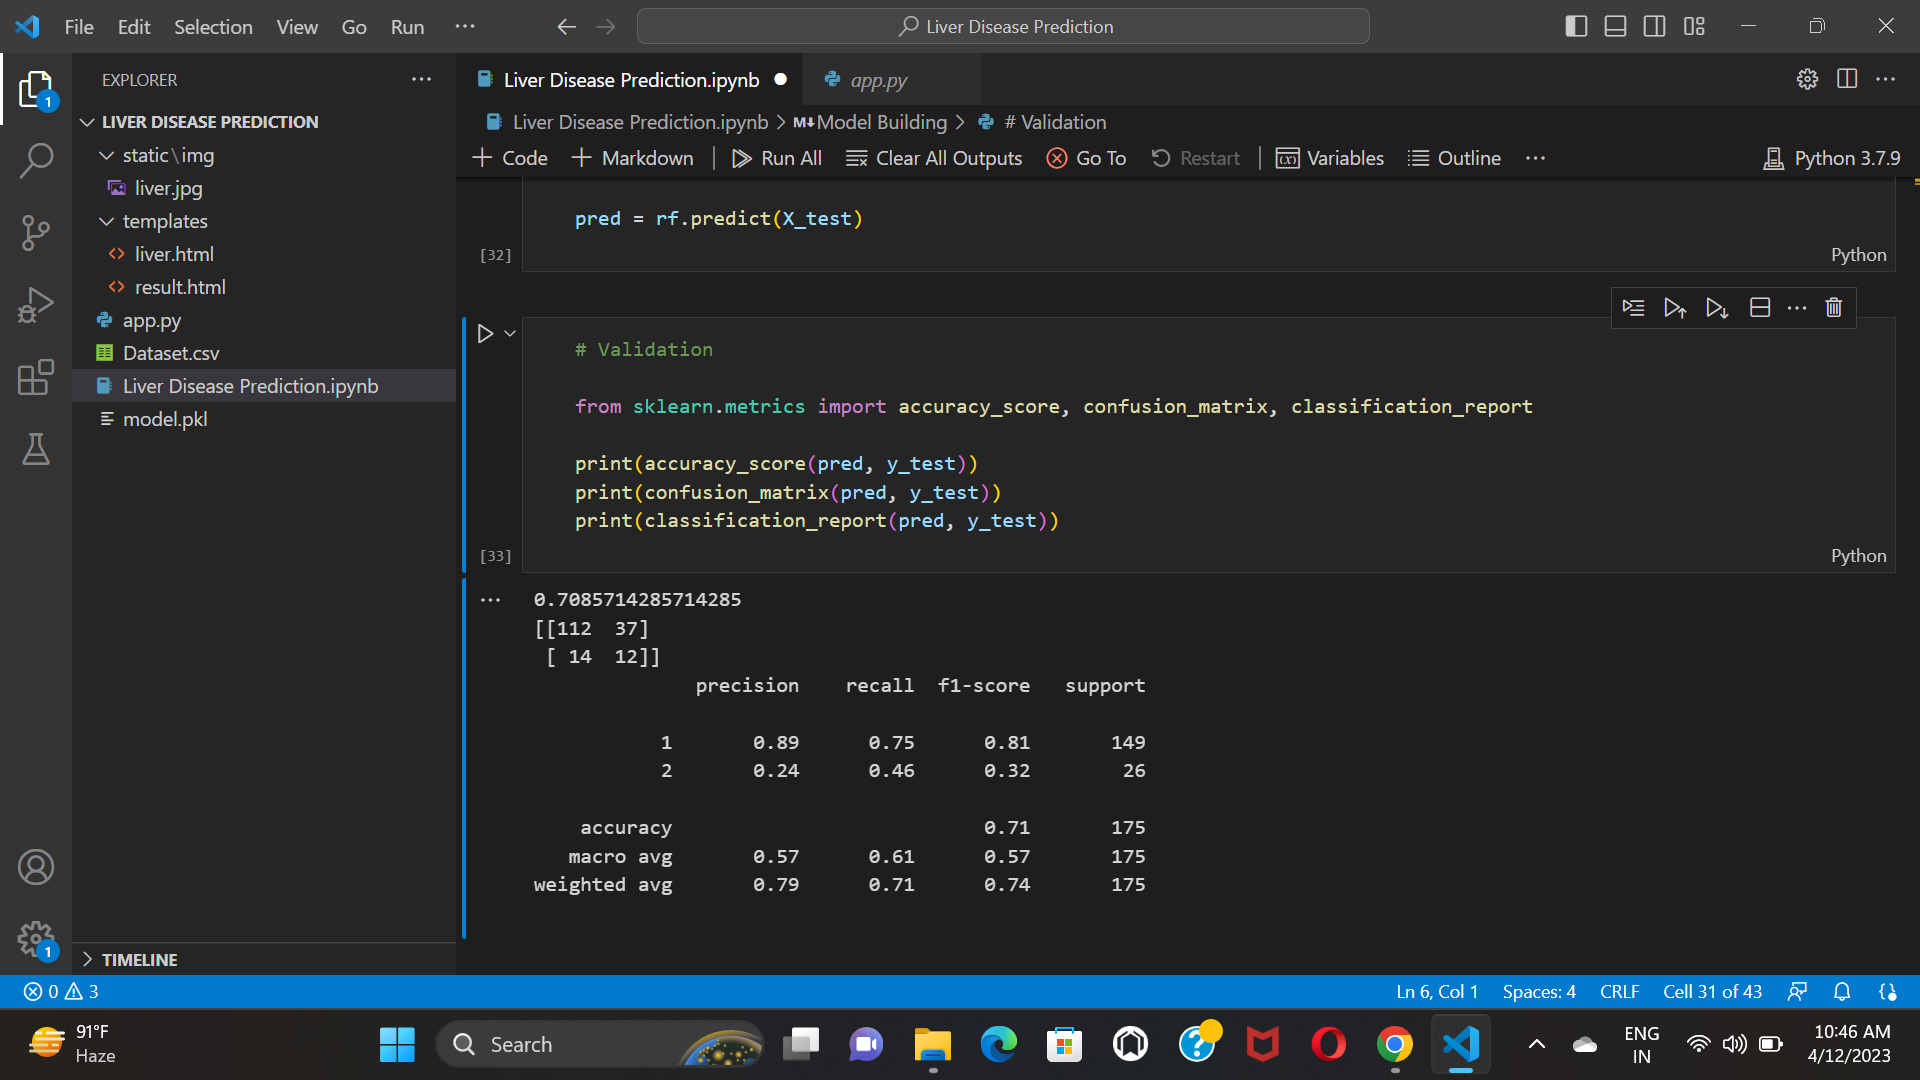 File Edit Selection View Go Run ···
Liver Disease Prediction
EXPLORER ···
1
LIVER DISEASE PREDICTION
static\img
liver.jpg
templates
liver.html
result.html
app.py
Dataset.csv
Liver Disease Prediction.ipynb
model.pkl
TIMELINE
1
Liver Disease Prediction.ipynb
app.py
Liver Disease Prediction.ipynb > M↓Model Building > # Validation
+ Code + Markdown | Run All Clear All Outputs Go To Restart | Variables Outline ··· Python 3.7.9
pred = rf.predict(X_test)
[32] Python
# Validation
from sklearn.metrics import accuracy_score, confusion_matrix, classification_report
print(accuracy_score(pred, y_test))
print(confusion_matrix(pred, y_test))
print(classification_report(pred, y_test))
[33] Python
··· 0.7085714285714285
[[112  37]
 [ 14  12]]
precision    recall  f1-score   support
1       0.89      0.75      0.81       149
2       0.24      0.46      0.32        26
accuracy                           0.71       175
macro avg       0.57      0.61      0.57       175
weighted avg       0.79      0.71      0.74       175
0 3 Ln 6, Col 1 Spaces: 4 CRLF Cell 31 of 43
91°F
Haze
Search
ENG
IN
10:46 AM
4/12/2023